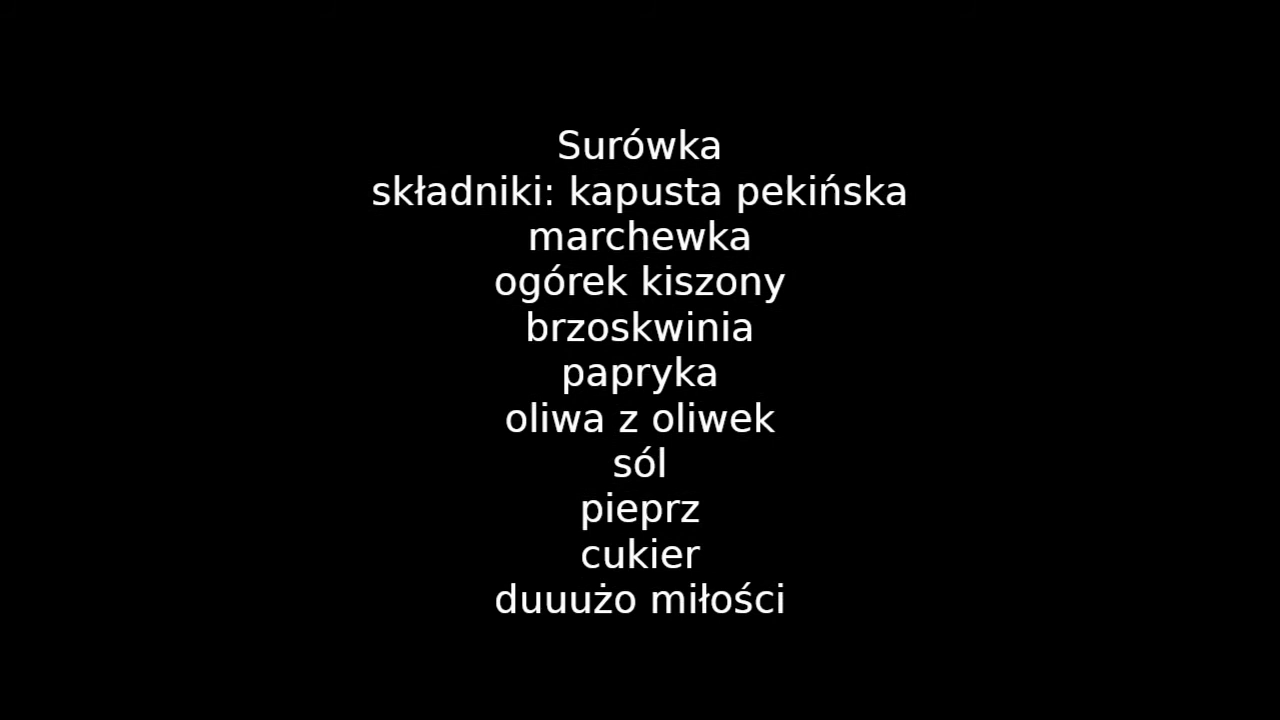 Surówka
składniki: kapusta pekińska
marchewka
ogórek kiszony
brzoskwinia
papryka
oliwa z oliwek
sól
pieprz
cukier
duuużo miłości